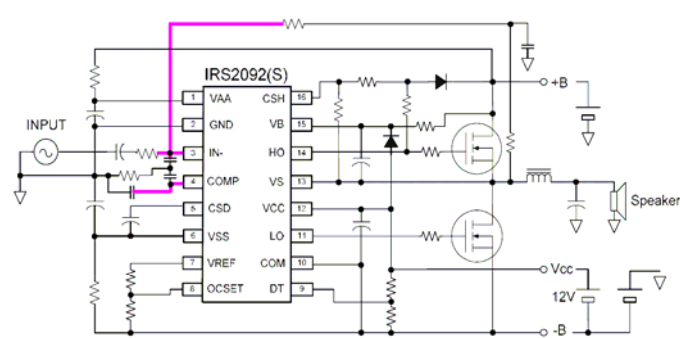 IRS2092(S)
INPUT
1 VAA CSH 16
2 GND VB 15
3 IN- HO 14
4 COMP VS 13
5 CSD VCC 12
6 VSS LO 11
7 VREF COM 10
8 OCSET DT 9
+B
Speaker
Vcc
12V
-B